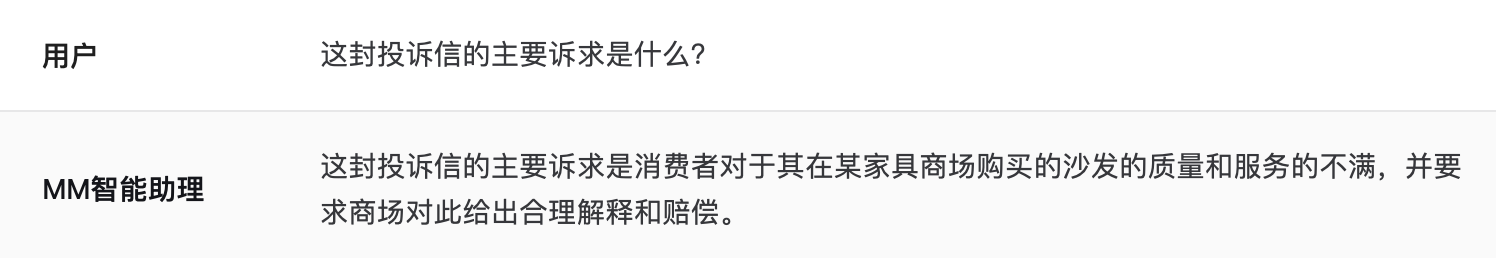 用户
这封投诉信的主要诉求是什么?
MM智能助理
这封投诉信的主要诉求是消费者对于其在某家具商场购买的沙发的质量和服务的不满，并要
求商场对此给出合理解释和赔偿。